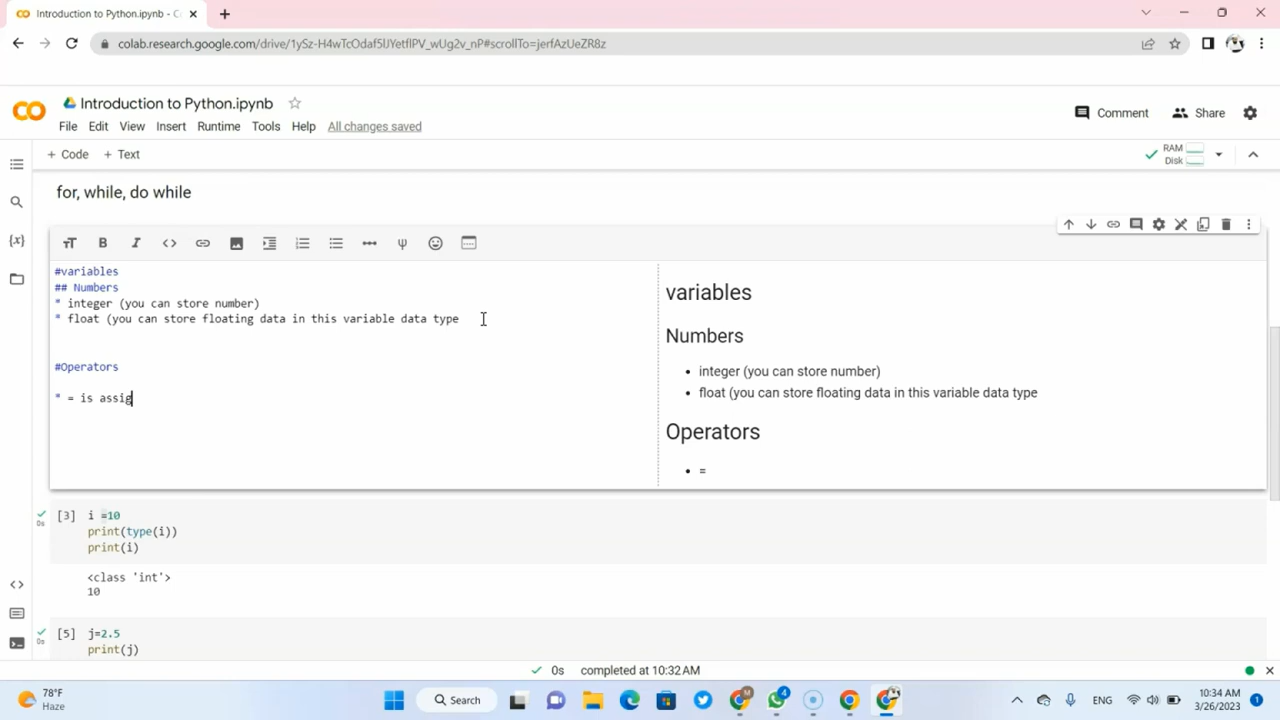 Introduction to Python.ipynb - C
colab.research.google.com/drive/1ySz-H4wTcOdaf5lJYetflPV_wUg2v_nP#scrollTo=jerfAzUeZR8z
Introduction to Python.ipynb
Comment
Share
File Edit View Insert Runtime Tools Help All changes saved
+ Code + Text
RAM
Disk
for, while, do while
#variables
## Numbers
* integer (you can store number)
* float (you can store floating data in this variable data type
#Operators
* = is assig
variables
Numbers
• integer (you can store number)
• float (you can store floating data in this variable data type
Operators
• =
[3] i =10
print(type(i))
print(i)
0s
<class 'int'>
10
[5] j=2.5
print(j)
0s
0s completed at 10:32 AM
78°F
Haze
Search
M
4
ENG
10:34 AM
3/26/2023
1